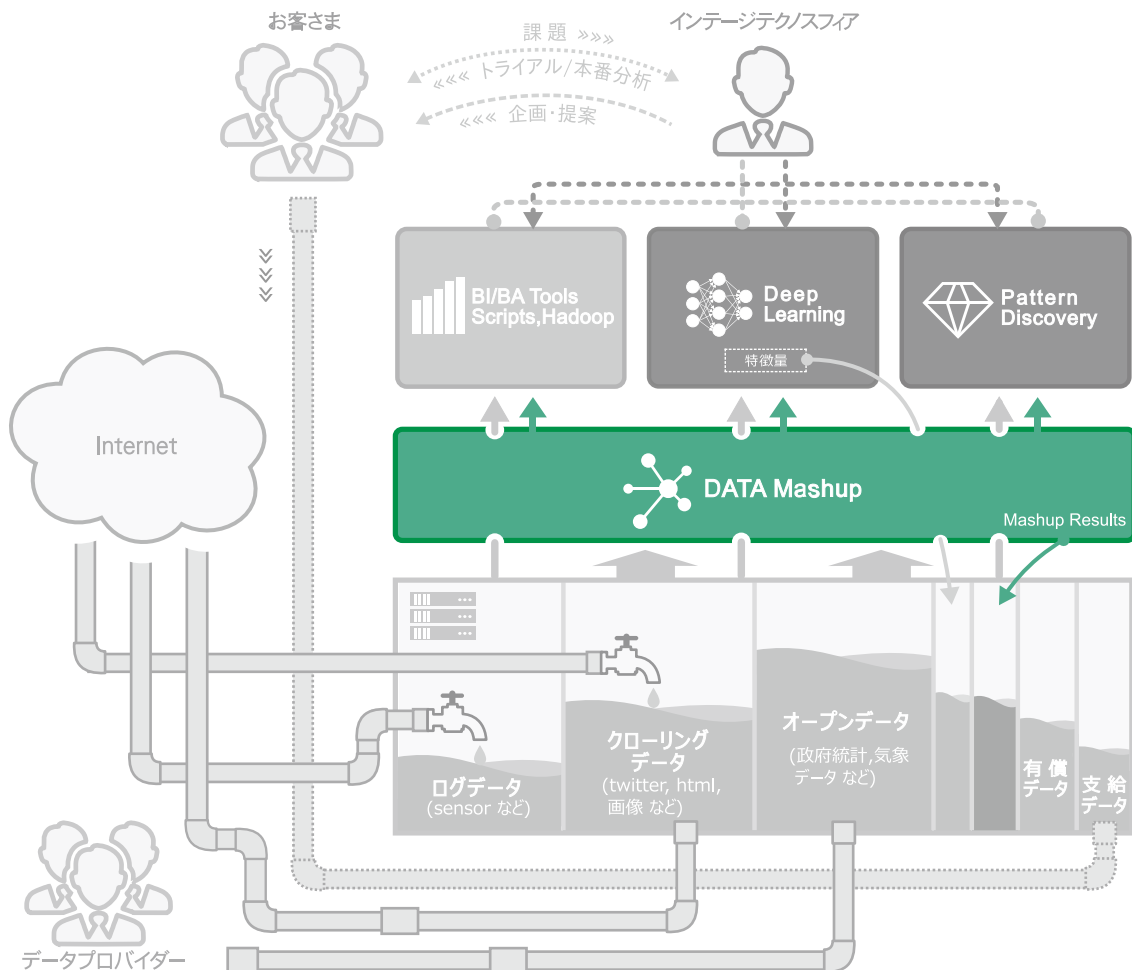 お客さま
インテージテクノスフィア
課題 >>>
<<< トライアル/本番分析
<<< 企画・提案
BI/BA Tools
Scripts,Hadoop
Deep
Learning
特徴量
Pattern
Discovery
Internet
DATA Mashup
Mashup Results
ログデータ
(sensor など)
クローリング
データ
(twitter, html,
画像 など)
オープンデータ
(政府統計,気象
データ など)
有償
データ
支給
データ
データプロバイダー